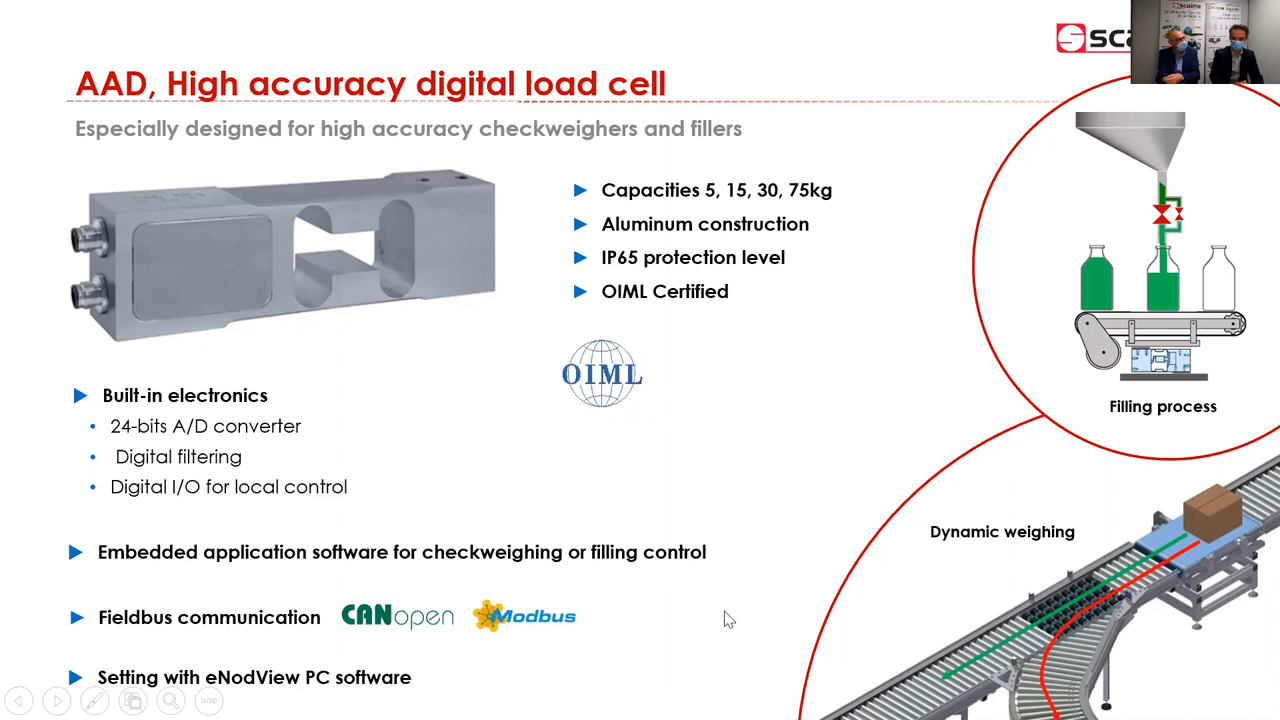 scaime
AAD, High accuracy digital load cell
Especially designed for high accuracy checkweighers and fillers
Capacities 5, 15, 30, 75kg
Aluminum construction
IP65 protection level
OIML Certified
OIML
Built-in electronics
24-bits A/D converter
Digital filtering
Digital I/O for local control
Embedded application software for checkweighing or filling control
Fieldbus communication
CANopen
Modbus
Setting with eNodView PC software
Filling process
Dynamic weighing